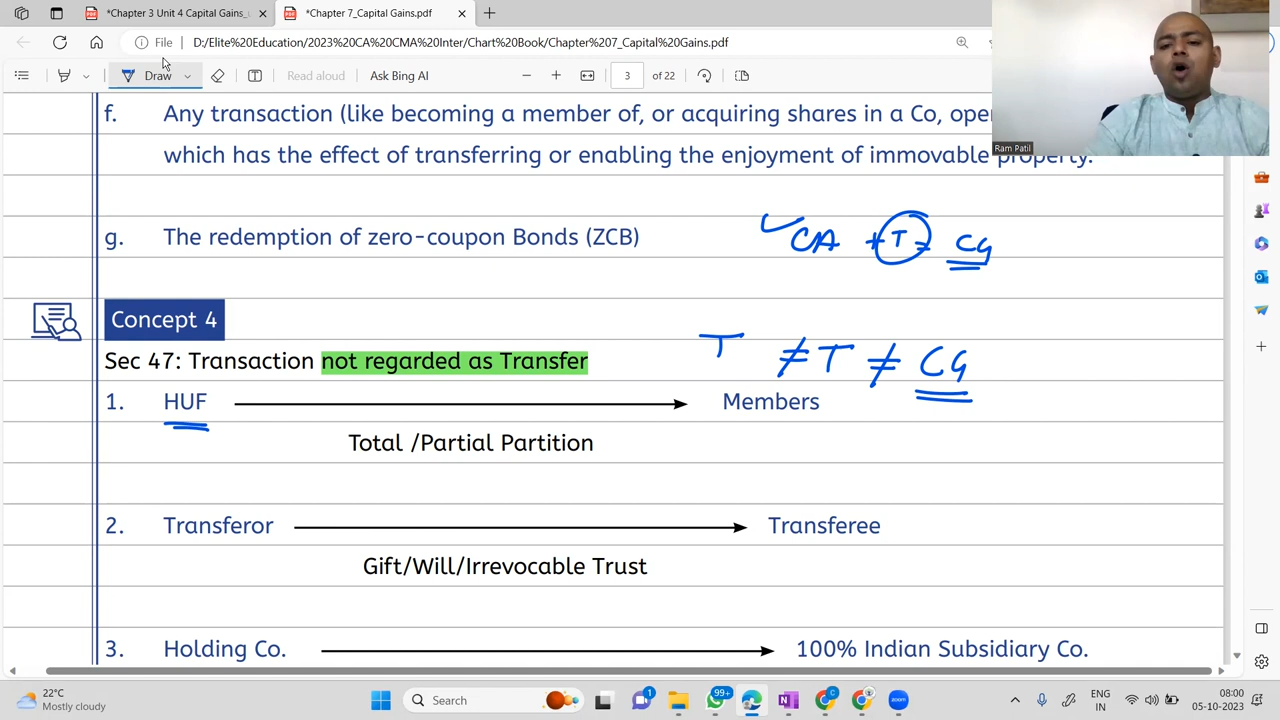 *Chapter 3 Unit 4 Capital Gains_
*Chapter 7_Capital Gains.pdf
File
D:/Elite%20Education/2023%20CA%20CMA%20Inter/Chart%20Book/Chapter%207_Capital%20Gains.pdf
Draw
Read aloud
Ask Bing AI
3 of 22
Ram Patil
f. Any transaction (like becoming a member of, or acquiring shares in a Co,
which has the effect of transferring or enabling the enjoyment of immovable property.
g. The redemption of zero-coupon Bonds (ZCB)
CA + T = CG
Concept 4
Sec 47: Transaction not regarded as Transfer
T ≠ T ≠ CG
1. HUF Members
Total /Partial Partition
2. Transferor Transferee
Gift/Will/Irrevocable Trust
3. Holding Co. 100% Indian Subsidiary Co.
22°C
Mostly cloudy
Search
1
99+
zoom
ENG
IN
08:00
05-10-2023